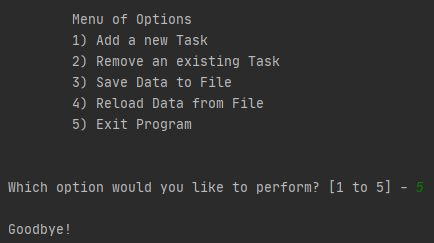 Menu of Options
1) Add a new Task
2) Remove an existing Task
3) Save Data to File
4) Reload Data from File
5) Exit Program
Which option would you like to perform? [1 to 5] - 5
Goodbye!